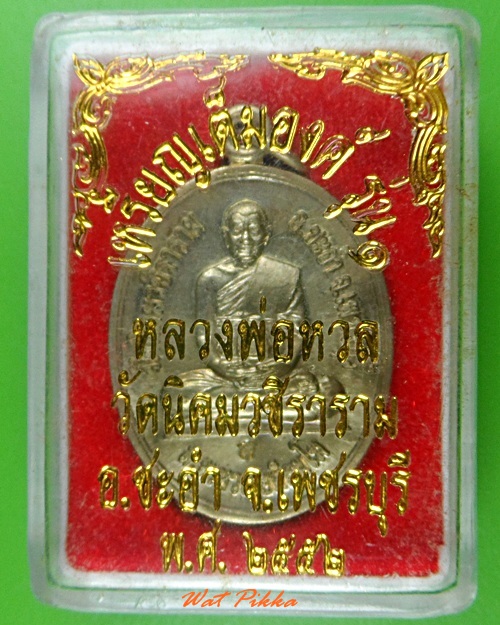 เหรียญเต็มองค์ รุ่น ๑
หลวงพ่อหวล
วัดนิคมวชิราราม
อ.ชะอำ จ.เพชรบุรี
พ.ศ. ๒๕๕๒
Wat Pikka